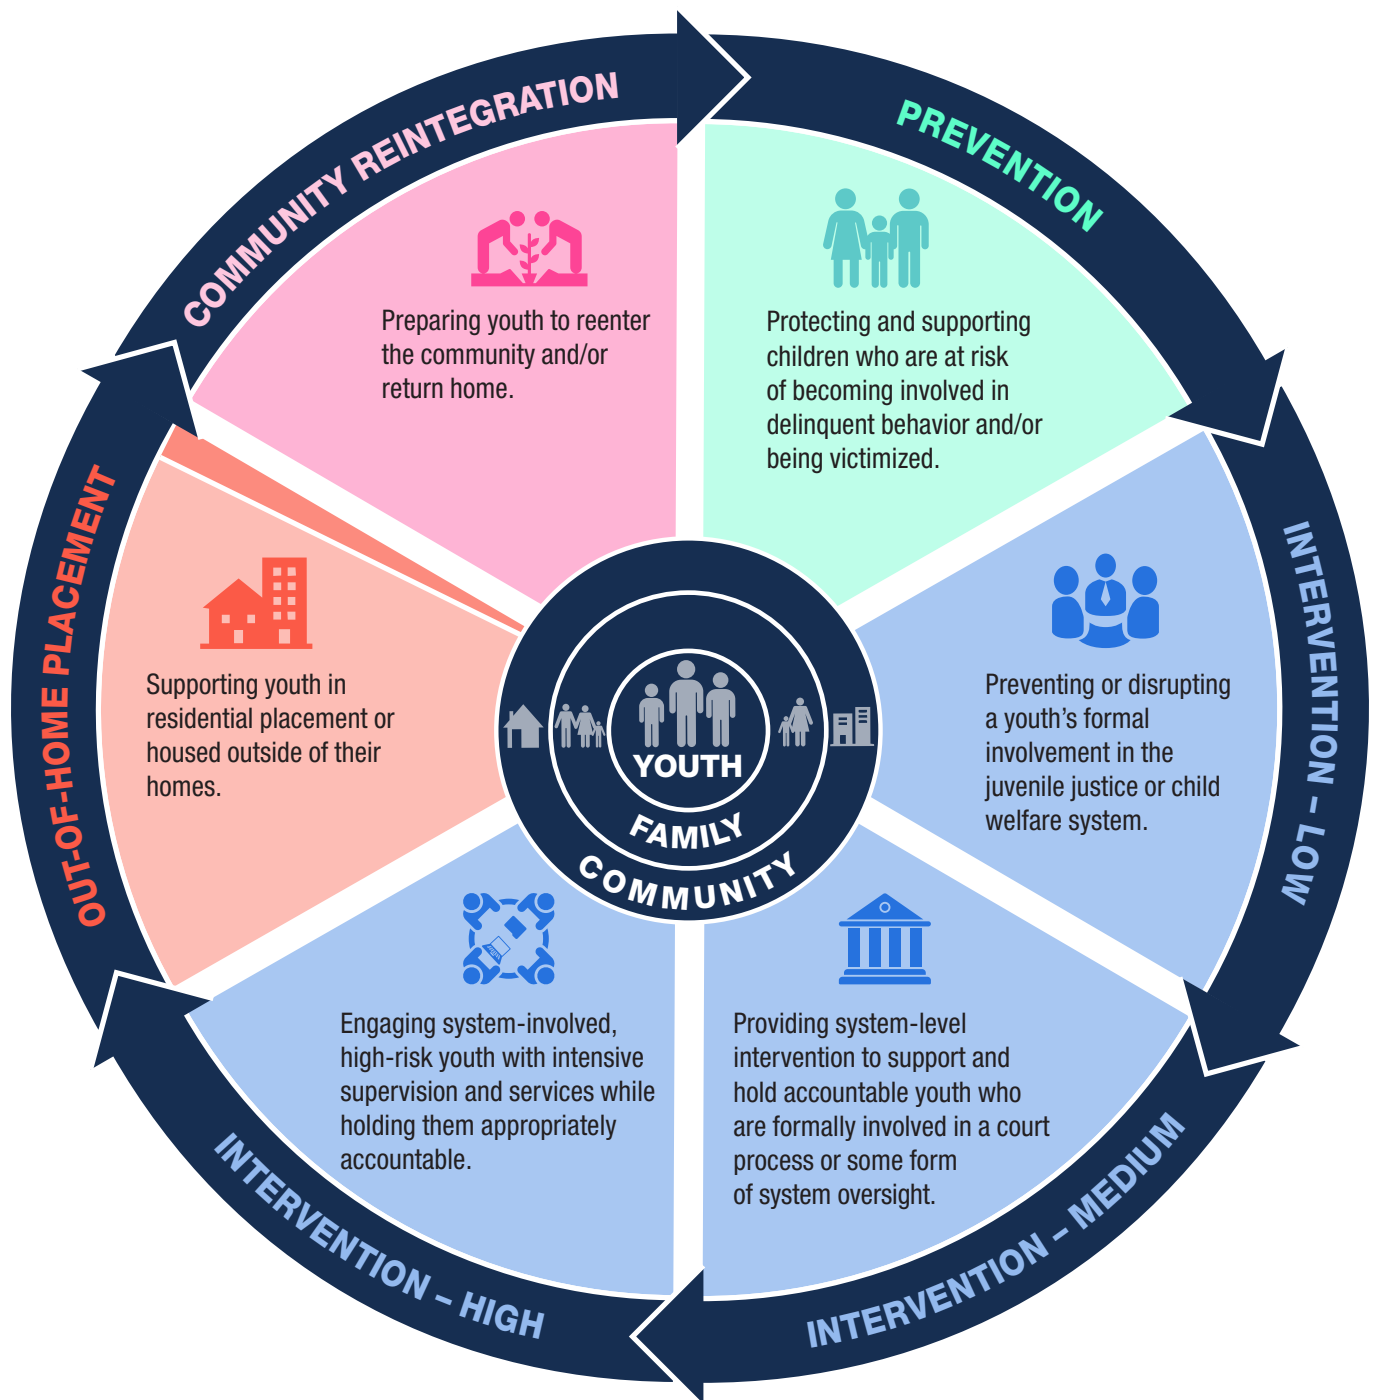 COMMUNITY REINTEGRATION
Preparing youth to reenter
the community and/or
return home.
PREVENTION
Protecting and supporting
children who are at risk
of becoming involved in
delinquent behavior and/or
being victimized.
INTERVENTION – LOW
Preventing or disrupting
a youth’s formal
involvement in the
juvenile justice or child
welfare system.
INTERVENTION – MEDIUM
Providing system-level
intervention to support and
hold accountable youth who
are formally involved in a court
process or some form
of system oversight.
INTERVENTION – HIGH
Engaging system-involved,
high-risk youth with intensive
supervision and services while
holding them appropriately
accountable.
OUT-OF-HOME PLACEMENT
Supporting youth in
residential placement or
housed outside of their
homes.
YOUTH
FAMILY
COMMUNITY